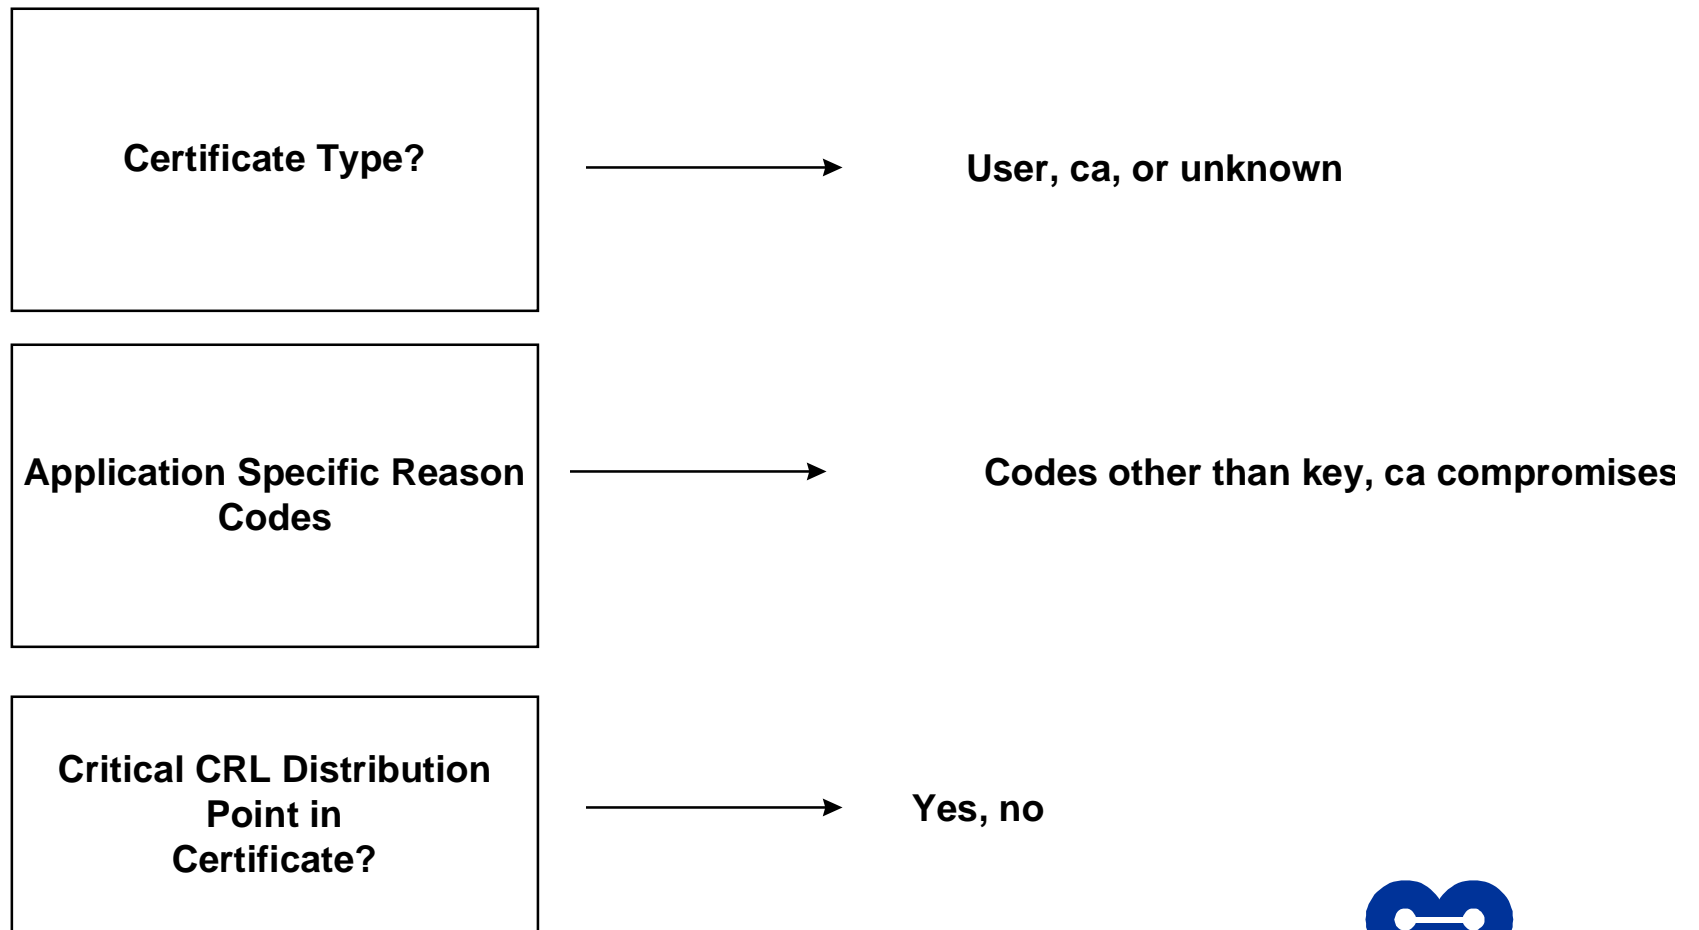 Certificate Type?
User, ca, or unknown
Application Specific Reason
Codes
Codes other than key, ca compromises
Critical CRL Distribution
Point in
Certificate?
Yes, no